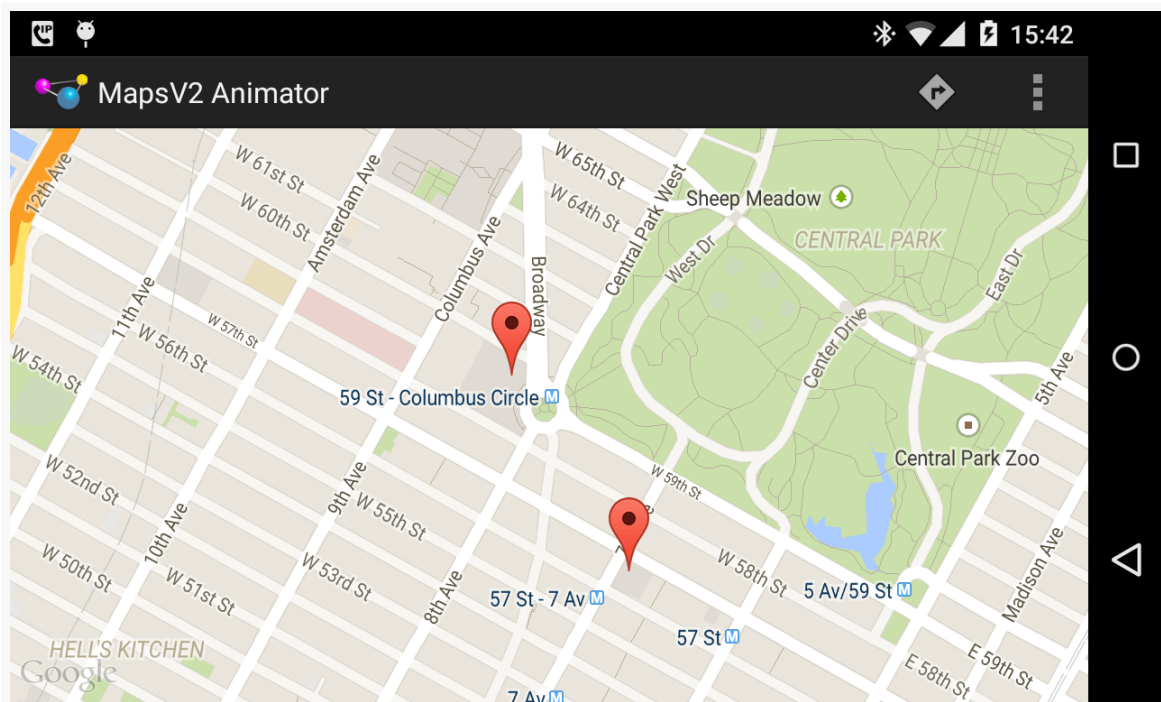 15:42
MapsV2 Animator
12th Ave
W 61st St
W 60th St
Amsterdam Ave
Columbus Ave
Broadway
W 65th St
W 64th St
Central Park West
Sheep Meadow
CENTRAL PARK
West Dr
East Dr
11th Ave
W 57th St
W 56th St
W 54th St
Center Drive
5th Ave
59 St - Columbus Circle M
Central Park Zoo
W 52nd St
9th Ave
W 55th St
W 59th St
10th Ave
W 50th St
W 51st St
W 53rd St
8th Ave
W 58th St
Madison Ave
57 St - 7 Av M
5 Av/59 St M
57 St M
HELL'S KITCHEN
Google
E 58th St
E 59th St
7 Av M